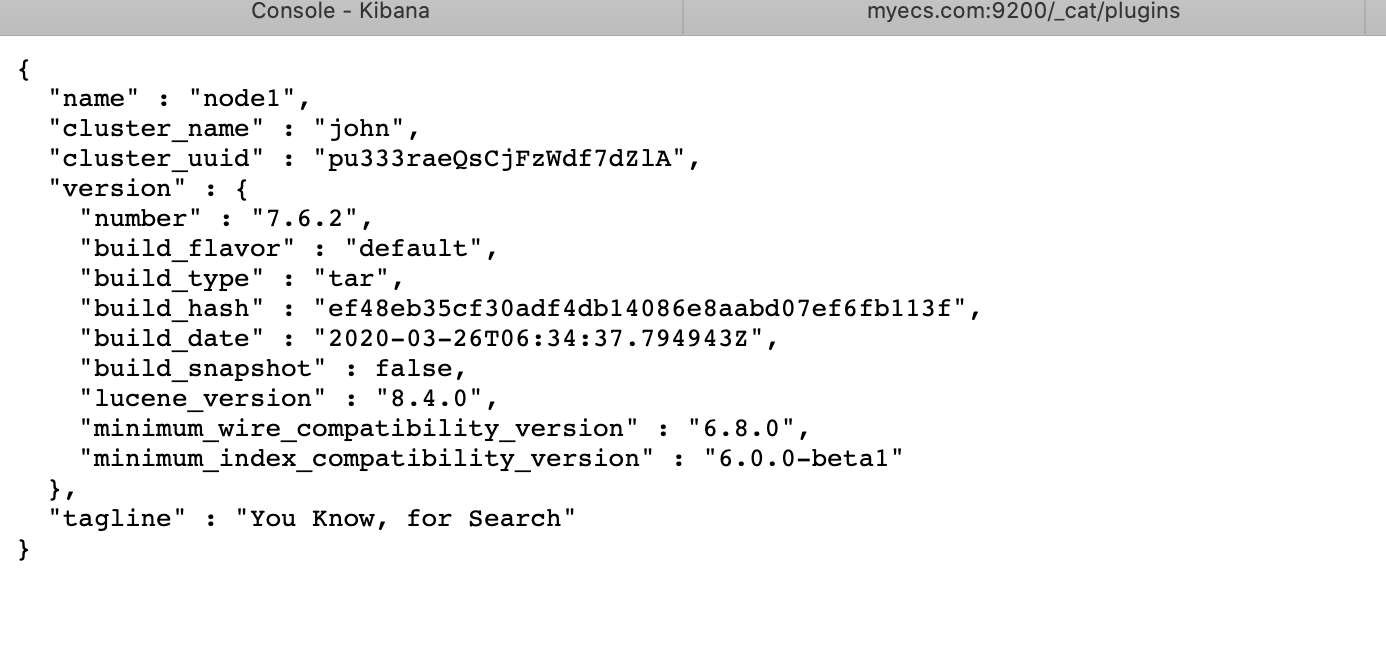 Console - Kibana
myecs.com:9200/_cat/plugins
{
"name" : "node1",
"cluster_name" : "john",
"cluster_uuid" : "pu333raeQsCjFzWdf7dZlA",
"version" : {
"number" : "7.6.2",
"build_flavor" : "default",
"build_type" : "tar",
"build_hash" : "ef48eb35cf30adf4db14086e8aabd07ef6fb113f",
"build_date" : "2020-03-26T06:34:37.794943Z",
"build_snapshot" : false,
"lucene_version" : "8.4.0",
"minimum_wire_compatibility_version" : "6.8.0",
"minimum_index_compatibility_version" : "6.0.0-beta1"
},
"tagline" : "You Know, for Search"
}